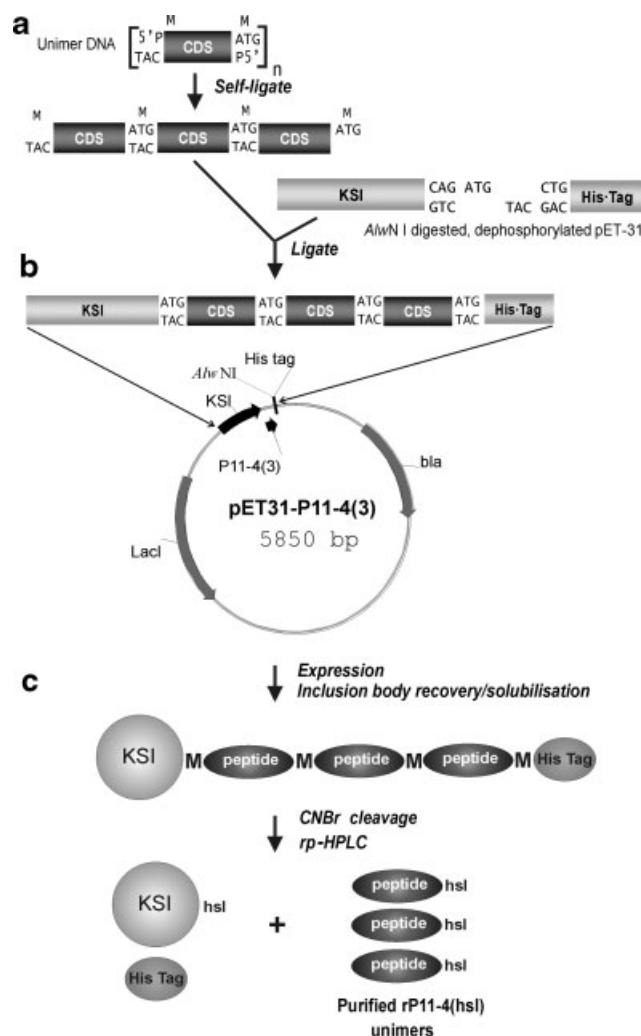 a
M M
Unimer DNA 5'P CDS ATG
TAC P5' n
Self-ligate
M M M M
TAC CDS ATG CDS ATG CDS ATG
TAC TAC
KSI CAG ATG CTG His·Tag
GTC TAC GAC
AlwN I digested, dephosphorylated pET-31
Ligate
b
KSI ATG CDS ATG CDS ATG CDS ATG His·Tag
TAC TAC TAC TAC
His tag
AlwNI
KSI
P11-4(3)
bla
pET31-P11-4(3)
5850 bp
LacI
c
Expression
Inclusion body recovery/solubilisation
KSI M peptide M peptide M peptide M His Tag
CNBr cleavage
rp-HPLC
KSI hsl + peptide hsl
peptide hsl
His Tag peptide hsl
Purified rP11-4(hsl)
unimers